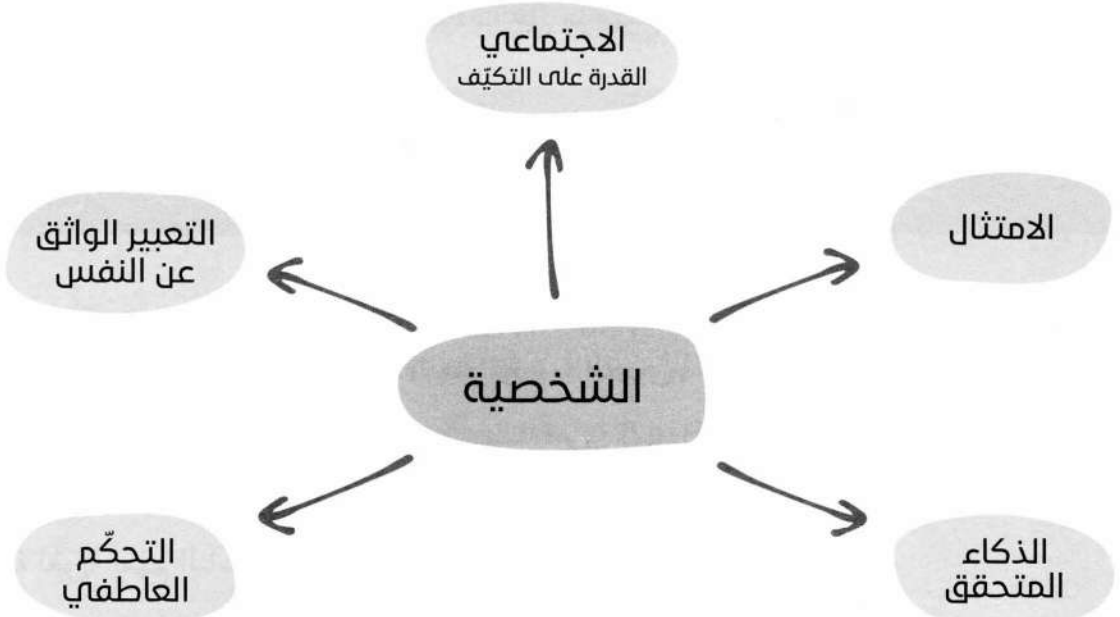 الاجتماعي
القدرة على التكيّف
الامتثال
التعبير الواثق
عن النفس
الشخصية
التحكّم
العاطفي
الذكاء
المتحقق